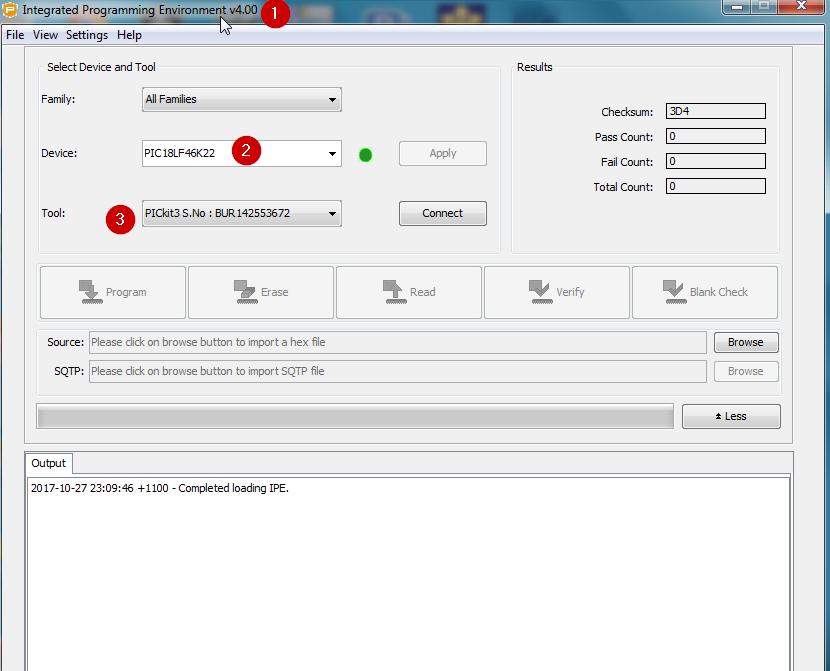 Integrated Programming Environment v4.00 1
File View Settings Help
Select Device and Tool
Family: All Families
Device: PIC18LF46K22 2 Apply
Tool: 3 PICkit3 S.No : BUR142553672 Connect
Results
Checksum: 3D4
Pass Count: 0
Fail Count: 0
Total Count: 0
Program Erase Read Verify Blank Check
Source: Please click on browse button to import a hex file Browse
SQTP: Please click on browse button to import SQTP file Browse
Less
Output
2017-10-27 23:09:46 +1100 - Completed loading IPE.